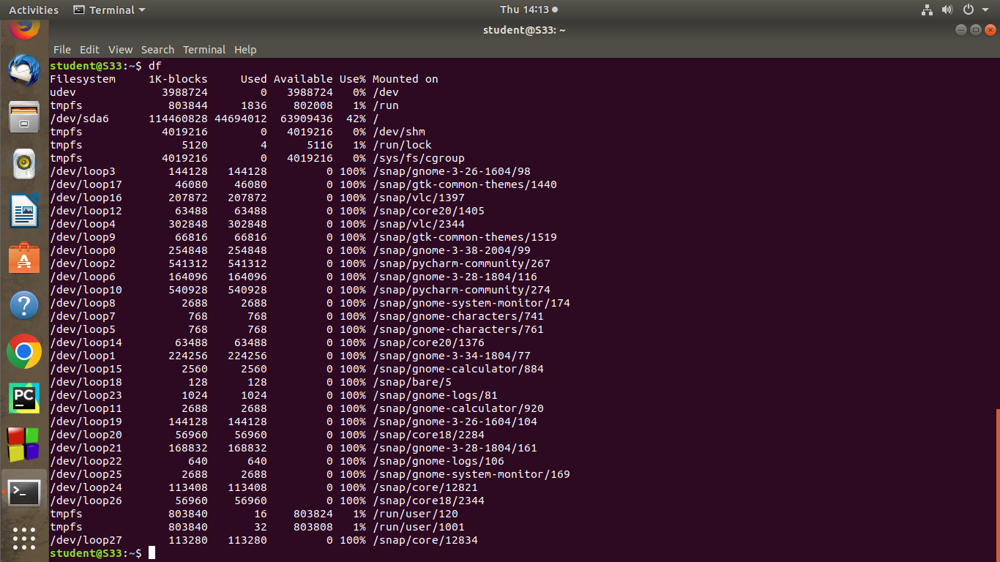 Activities Terminal Thu 14:13
student@S33: ~
File Edit View Search Terminal Help
student@S33:~$ df
Filesystem 1K-blocks Used Available Use% Mounted on
udev 3988724 0 3988724 0% /dev
tmpfs 803844 1836 802008 1% /run
/dev/sda6 114460828 44694012 63909436 42% /
tmpfs 4019216 0 4019216 0% /dev/shm
tmpfs 5120 4 5116 1% /run/lock
tmpfs 4019216 0 4019216 0% /sys/fs/cgroup
/dev/loop3 144128 144128 0 100% /snap/gnome-3-26-1604/98
/dev/loop17 46080 46080 0 100% /snap/gtk-common-themes/1440
/dev/loop16 207872 207872 0 100% /snap/vlc/1397
/dev/loop12 63488 63488 0 100% /snap/core20/1405
/dev/loop4 302848 302848 0 100% /snap/vlc/2344
/dev/loop9 66816 66816 0 100% /snap/gtk-common-themes/1519
/dev/loop0 254848 254848 0 100% /snap/gnome-3-38-2004/99
/dev/loop2 541312 541312 0 100% /snap/pycharm-community/267
/dev/loop6 164096 164096 0 100% /snap/gnome-3-28-1804/116
/dev/loop10 540928 540928 0 100% /snap/pycharm-community/274
/dev/loop8 2688 2688 0 100% /snap/gnome-system-monitor/174
/dev/loop7 768 768 0 100% /snap/gnome-characters/741
/dev/loop5 768 768 0 100% /snap/gnome-characters/761
/dev/loop14 63488 63488 0 100% /snap/core20/1376
/dev/loop1 224256 224256 0 100% /snap/gnome-3-34-1804/77
/dev/loop15 2560 2560 0 100% /snap/gnome-calculator/884
/dev/loop18 128 128 0 100% /snap/bare/5
/dev/loop23 1024 1024 0 100% /snap/gnome-logs/81
/dev/loop11 2688 2688 0 100% /snap/gnome-calculator/920
/dev/loop19 144128 144128 0 100% /snap/gnome-3-26-1604/104
/dev/loop20 56960 56960 0 100% /snap/core18/2284
/dev/loop21 168832 168832 0 100% /snap/gnome-3-28-1804/161
/dev/loop22 640 640 0 100% /snap/gnome-logs/106
/dev/loop25 2688 2688 0 100% /snap/gnome-system-monitor/169
/dev/loop24 113408 113408 0 100% /snap/core/12821
/dev/loop26 56960 56960 0 100% /snap/core18/2344
tmpfs 803840 16 803824 1% /run/user/120
tmpfs 803840 32 803808 1% /run/user/1001
/dev/loop27 113280 113280 0 100% /snap/core/12834
student@S33:~$
PC